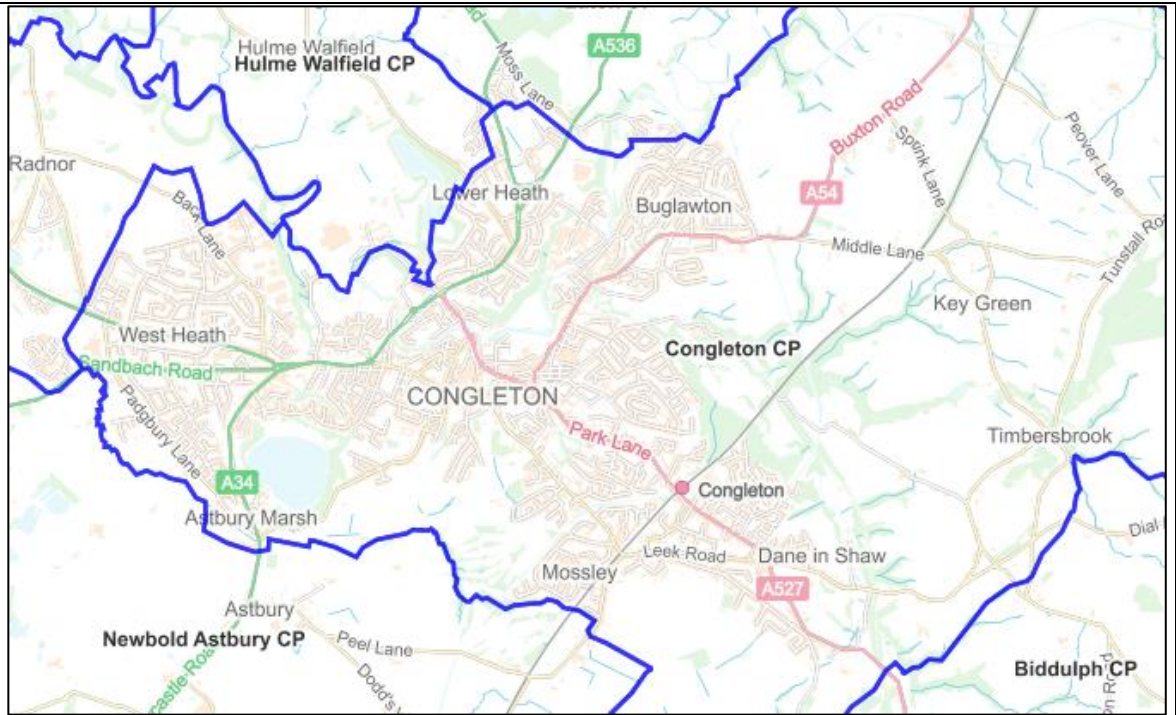 Hulme Walfield
Hulme Walfield CP
Moss Lane
A536
Buxton Road
Splink Lane
Peover Lane
Radnor
Back Lane
Lower Heath
Buglawton
A54
Middle Lane
Tunstall Ro
Key Green
West Heath
Sandbach Road
Congleton CP
CONGLETON
Padgbury Lane
Park Lane
Timbersbrook
A34
Congleton
Astbury Marsh
Dial
Leek Road
Dane in Shaw
Mossley
A527
Astbury
Newbold Astbury CP
Peel Lane
Biddulph CP
castle Roa
Dodd's